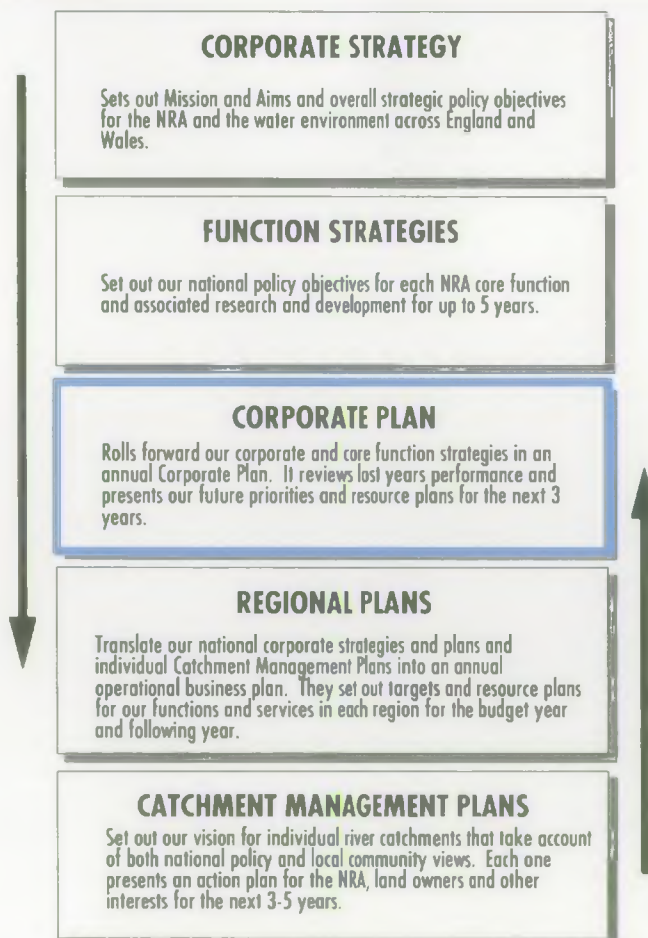 CORPORATE STRATEGY
Sets out Mission and Aims and overall strategic policy objectives
for the NRA and the water environment across England and
Wales.
FUNCTION STRATEGIES
Set out our national policy objectives for each NRA core function
and associated research and development for up to 5 years.
CORPORATE PLAN
Rolls forward our corporate and core function strategies in an
annual Corporate Plan. It reviews lost years performance and
presents our future priorities and resource plans for the next 3
years.
REGIONAL PLANS
Translate our national corporate strategies and plans and
individual Catchment Management Plans into an annual
operational business plan. They set out targets and resource plans
for our functions and services in each region for the budget year
and following year.
CATCHMENT MANAGEMENT PLANS
Set out our vision for individual river catchments that take account
of both national policy and local community views. Each one
presents an action plan for the NRA, land owners and other
interests for the next 3-5 years.